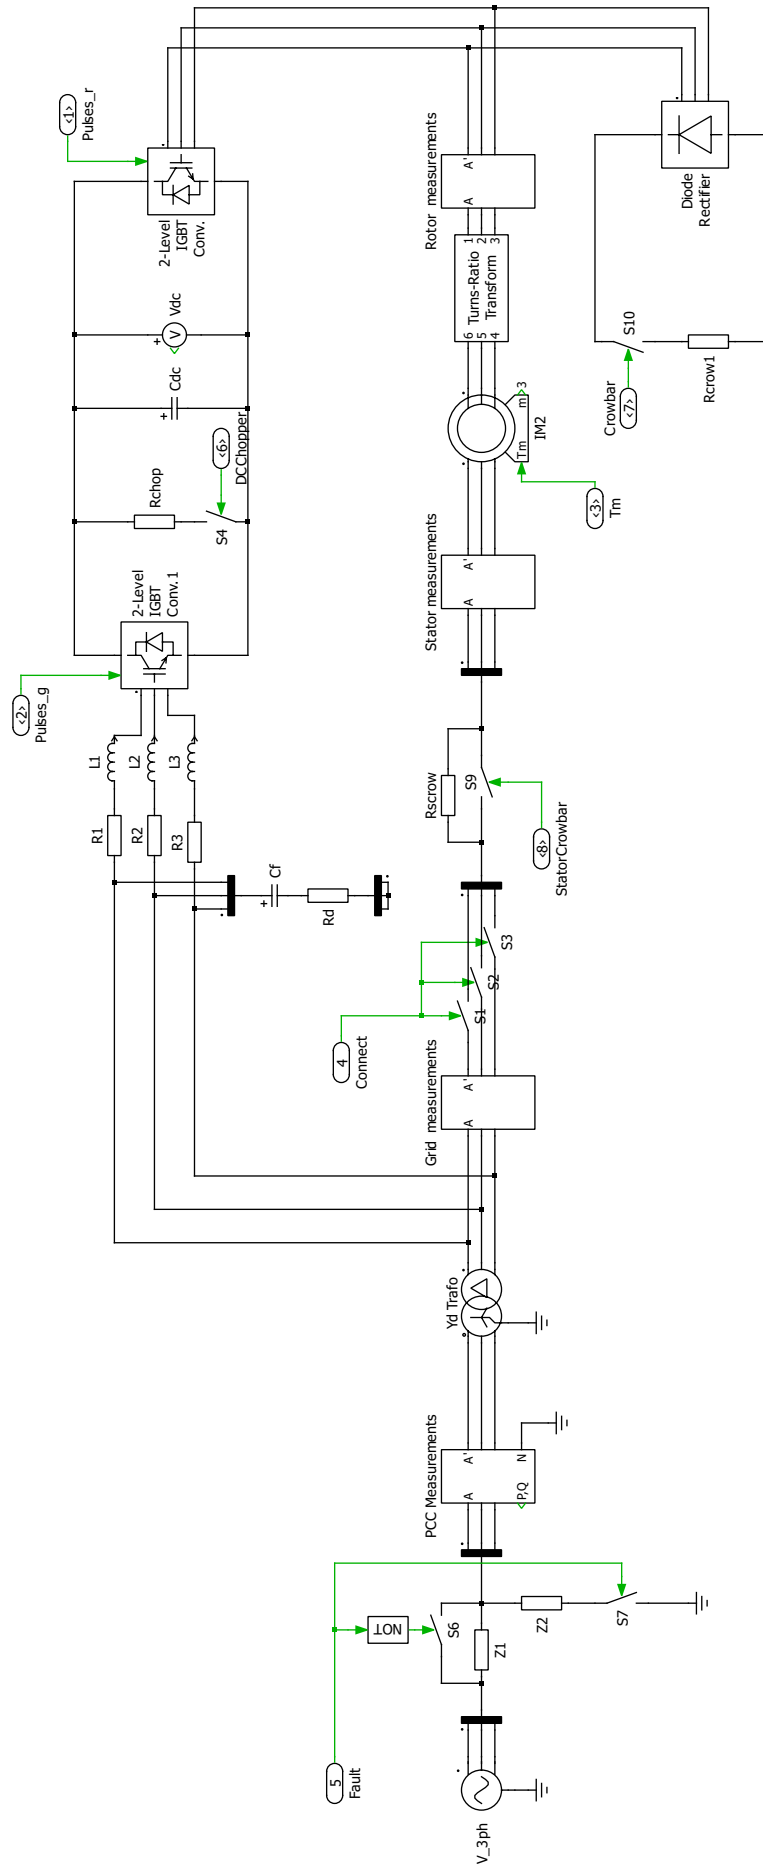 <2>
Pulses_g
<1>
Pulses_r
R1
R2
R3
L1
L2
L3
2-Level
IGBT
Conv. 1
Rchop
S4
<6>
DCChopper
+
Cdc
+
V
Vdc
2-Level
IGBT
Conv.
+
Cf
Rd
5
Fault
NOT
S6
V_3ph
Z1
Z2
S7
PCC Measurements
A
A'
P,Q
N
Yd Trafo
Grid measurements
A
A'
4
Connect
S1
S2
S3
Rscrow
S9
<8>
StatorCrowbar
Stator measurements
A
A'
Tm
m
3
IM2
<3>
Tm
6
5
4
Turns-Ratio
Transform
1
2
3
Rotor measurements
A
A'
Crowbar
<7>
S10
Rcrow1
Diode
Rectifier